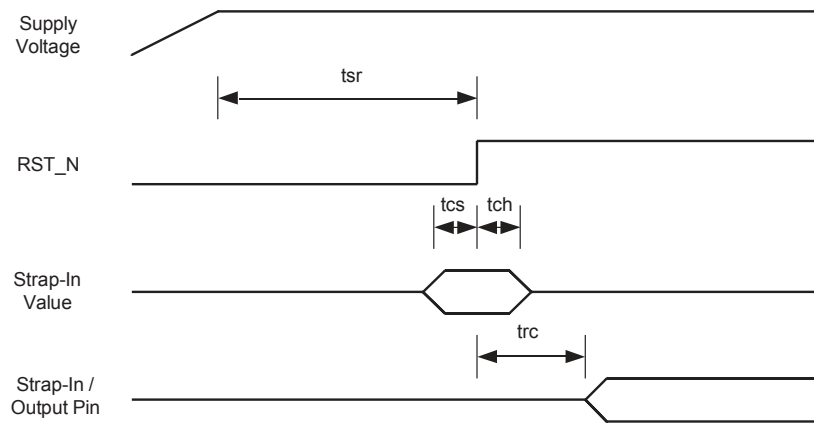 Supply
Voltage
tsr
RST_N
tcs
tch
Strap-In
Value
trc
Strap-In /
Output Pin